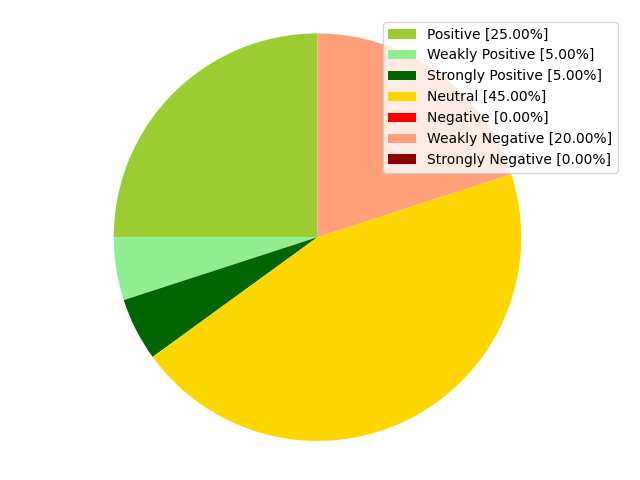 Positive [25.00%]
Weakly Positive [5.00%]
Strongly Positive [5.00%]
Neutral [45.00%]
Negative [0.00%]
Weakly Negative [20.00%]
Strongly Negative [0.00%]